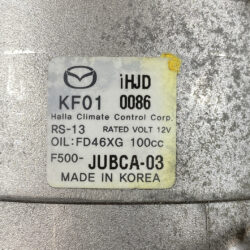 iHJD
KF01 0086
Halla Climate Control Corp.
RS-13 RATED VOLT 12V
OIL:FD46XG 100cc
F500-JUBCA-03
MADE IN KOREA